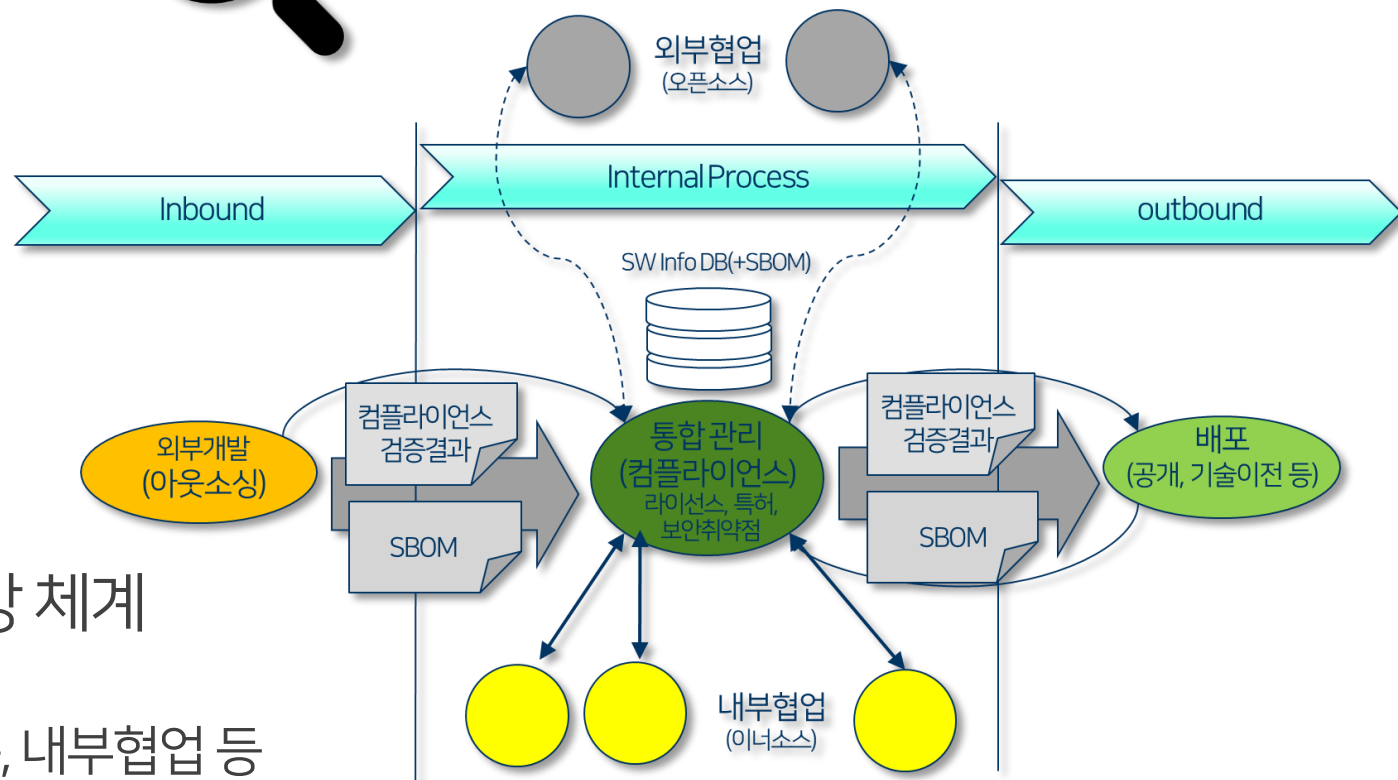 외부협업
(오픈소스)
Internal Process
Inbound
outbound
SW Info DB(+SBOM)
컴플라이언스
검증결과
컴플라이언스
검증결과
외부개발
(아웃소싱)
통합 관리
(컴플라이언스)
라이선스, 특허,
보안취약점
배포
(공개, 기술이전 등)
SBOM
SBOM
체계
내부협업
(이너소스)
, 내부협업 등